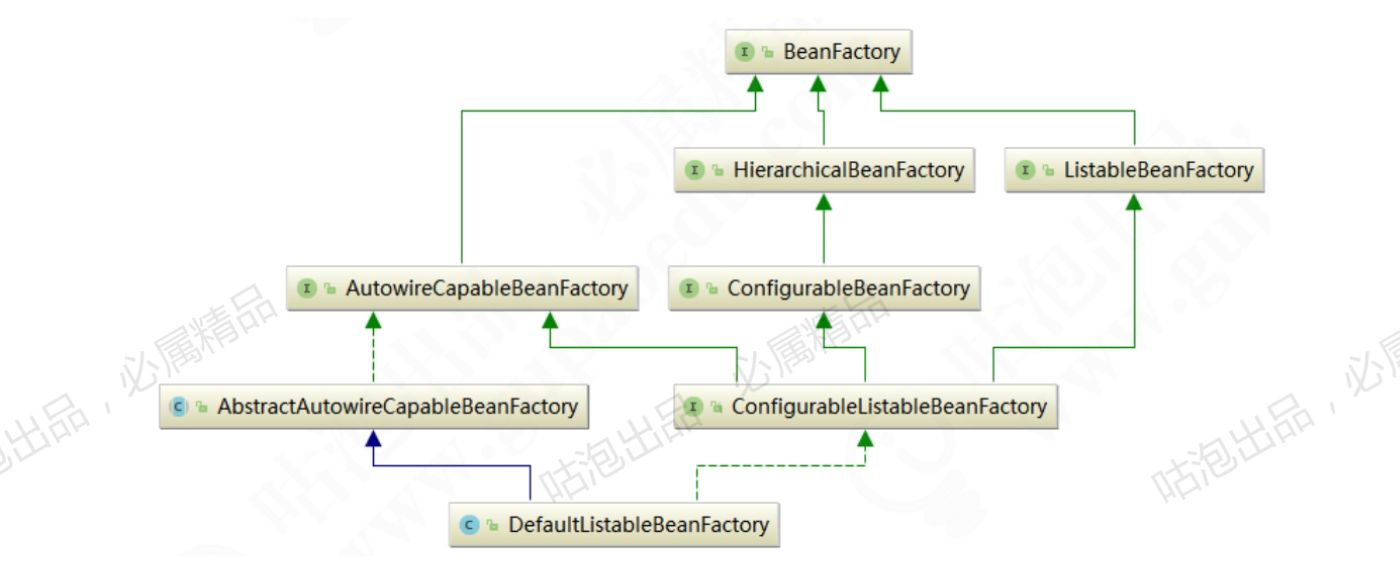 BeanFactory
HierarchicalBeanFactory
ListableBeanFactory
AutowireCapableBeanFactory
ConfigurableBeanFactory
AbstractAutowireCapableBeanFactory
ConfigurableListableBeanFactory
DefaultListableBeanFactory
咕泡出品，必属精品